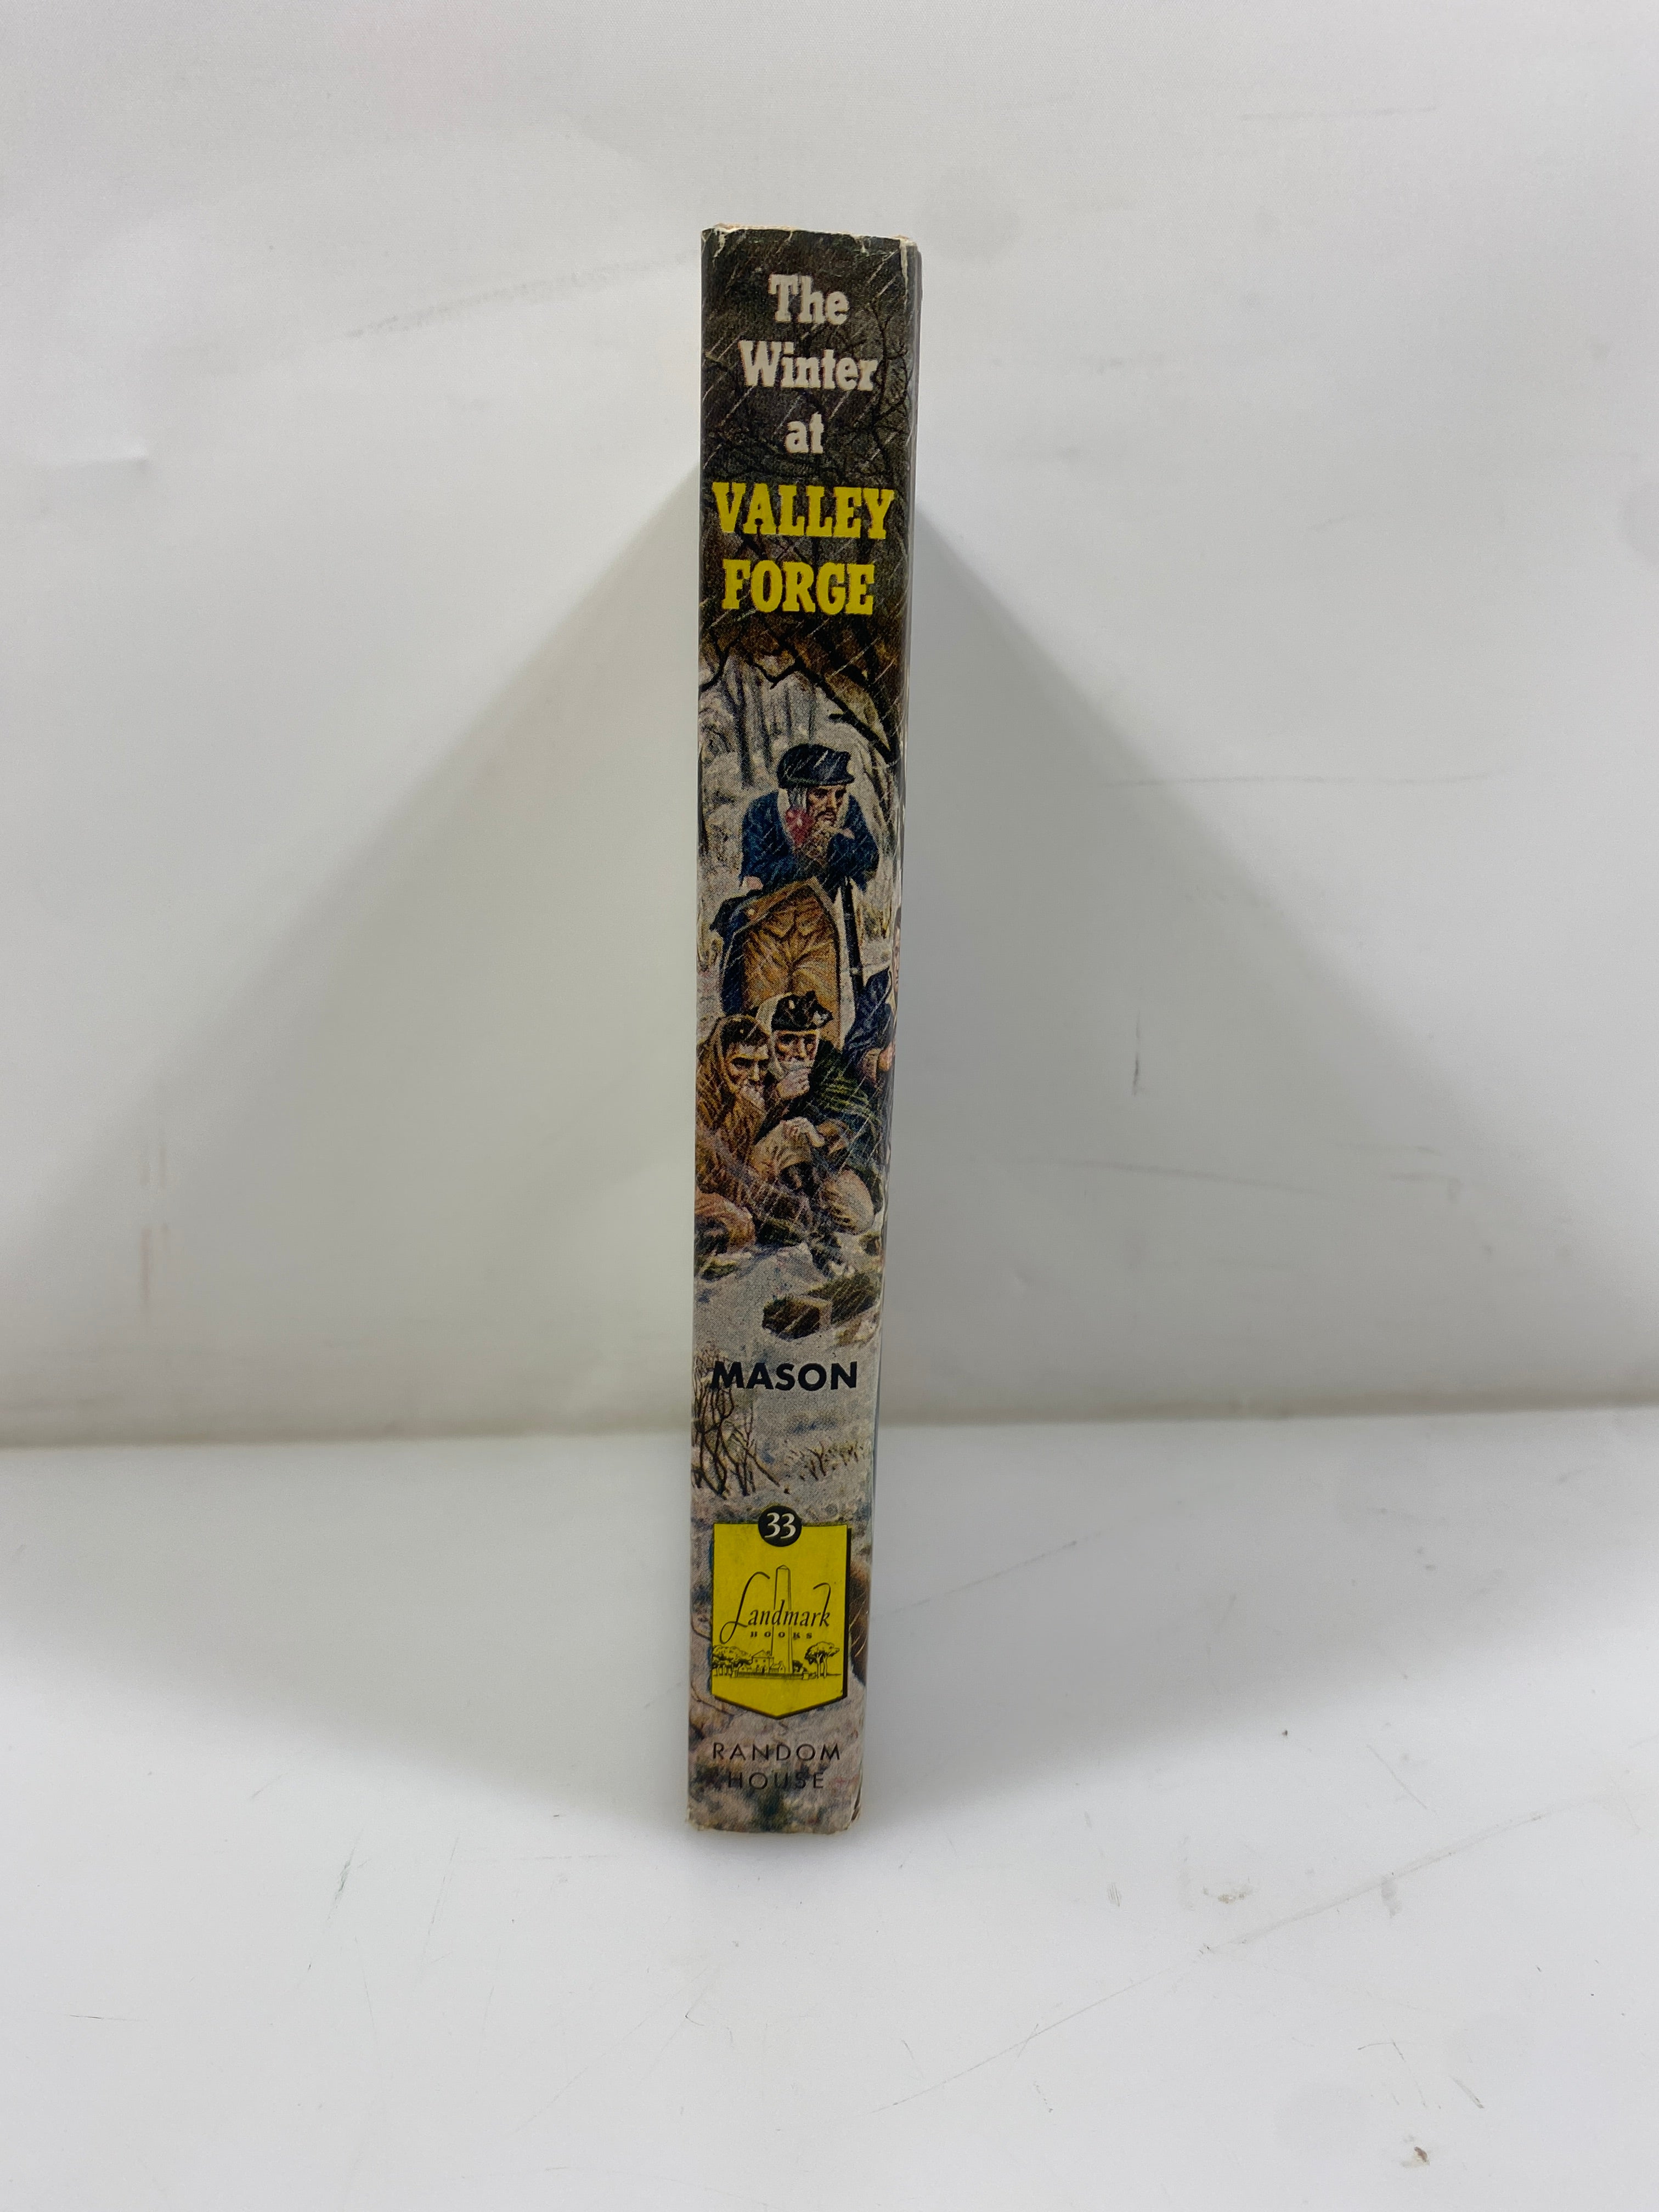 The
Winter
at
VALLEY
FORGE
MASON
33
Landmark
BOOKS
RANDOM
HOUSE